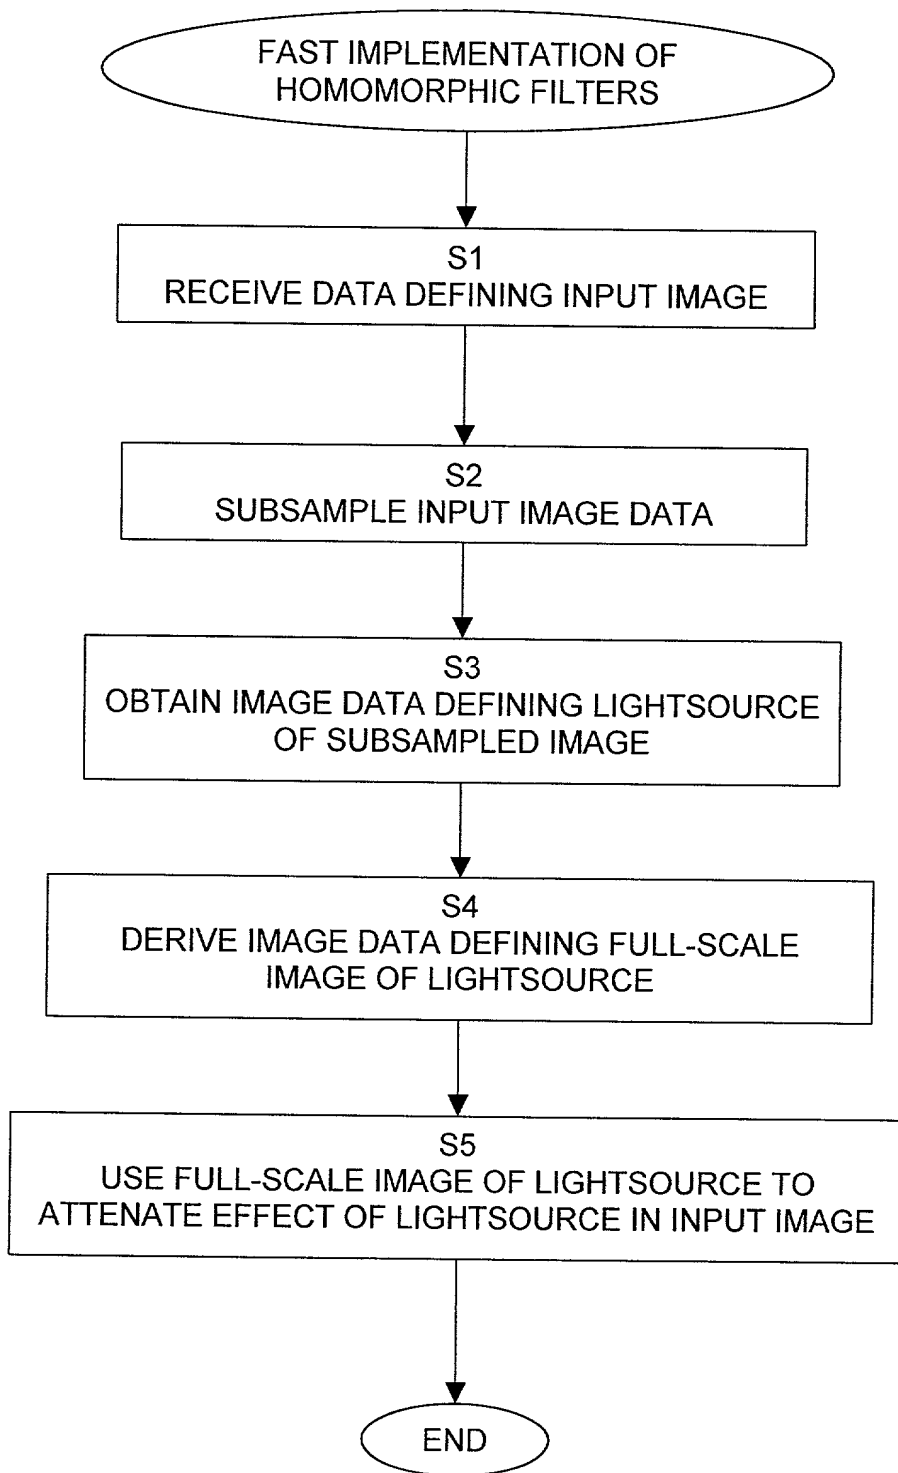 FAST IMPLEMENTATION OF
HOMOMORPHIC FILTERS
S1
RECEIVE DATA DEFINING INPUT IMAGE
S2
SUBSAMPLE INPUT IMAGE DATA
S3
OBTAIN IMAGE DATA DEFINING LIGHTSOURCE
OF SUBSAMPLED IMAGE
S4
DERIVE IMAGE DATA DEFINING FULL-SCALE
IMAGE OF LIGHTSOURCE
S5
USE FULL-SCALE IMAGE OF LIGHTSOURCE TO
ATTENATE EFFECT OF LIGHTSOURCE IN INPUT IMAGE
END